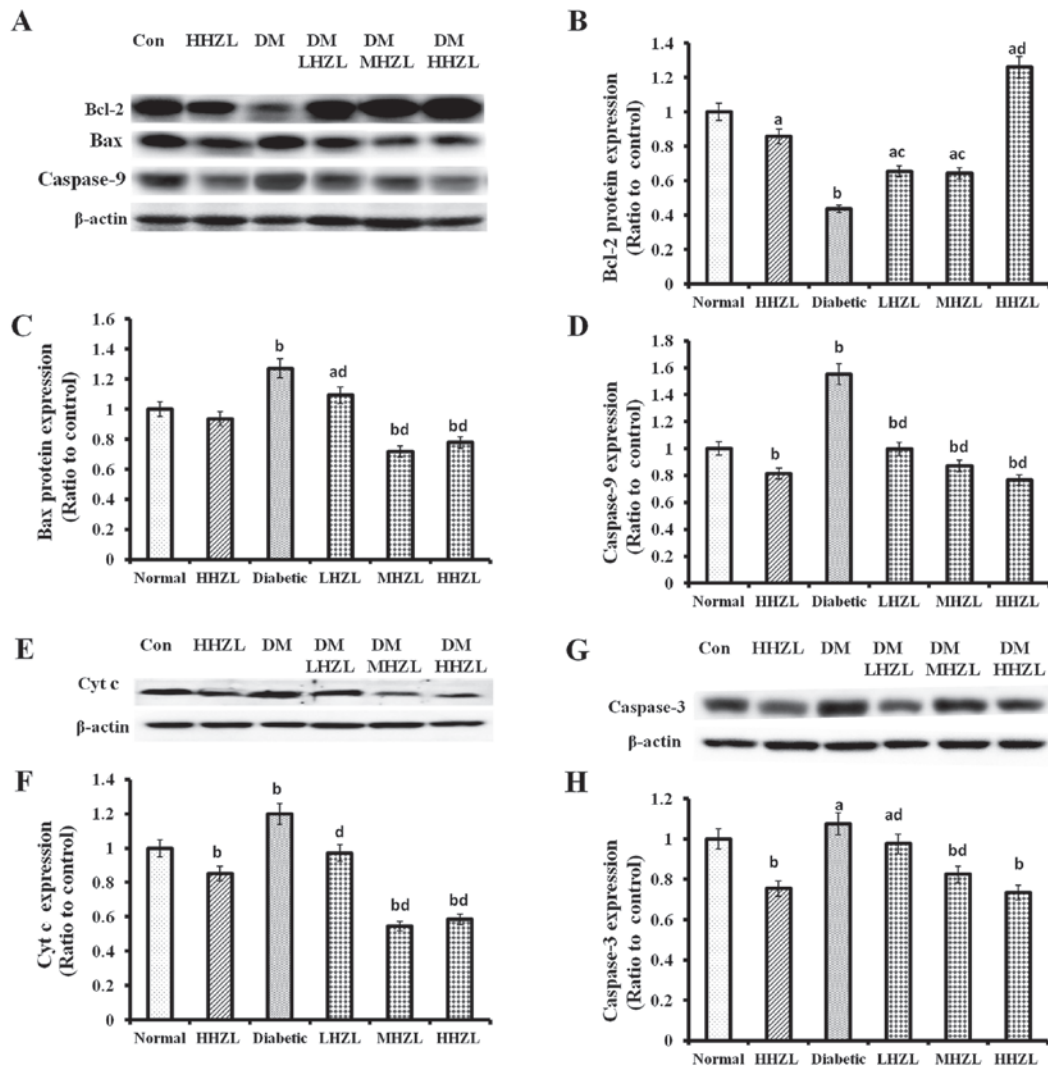 A
Con HHZL DM DM DM DM
LHZL MHZL HHZL
Bcl-2
Bax
Caspase-9
β-actin
B
Bcl-2 protein expression
(Ratio to control)
1.4
1.2
1
0.8
0.6
0.4
0.2
0
a
b
ac
ac
ad
Normal HHZL Diabetic LHZL MHZL HHZL
C
Bax protein expression
(Ratio to control)
1.6
1.4
1.2
1
0.8
0.6
0.4
0.2
0
b
ad
bd
bd
Normal HHZL Diabetic LHZL MHZL HHZL
D
Caspase-9 expression
(Ratio to control)
1.8
1.6
1.4
1.2
1
0.8
0.6
0.4
0.2
0
b
b
bd
bd
bd
Normal HHZL Diabetic LHZL MHZL HHZL
E
Con HHZL DM DM DM DM
LHZL MHZL HHZL
Cyt c
β-actin
F
Cyt c expression
(Ratio to control)
1.4
1.2
1
0.8
0.6
0.4
0.2
0
b
b
d
bd
bd
Normal HHZL Diabetic LHZL MHZL HHZL
G
Con HHZL DM DM DM DM
LHZL MHZL HHZL
Caspase-3
β-actin
H
Caspase-3 expression
(Ratio to control)
1.2
1
0.8
0.6
0.4
0.2
0
b
a
ad
bd
b
Normal HHZL Diabetic LHZL MHZL HHZL